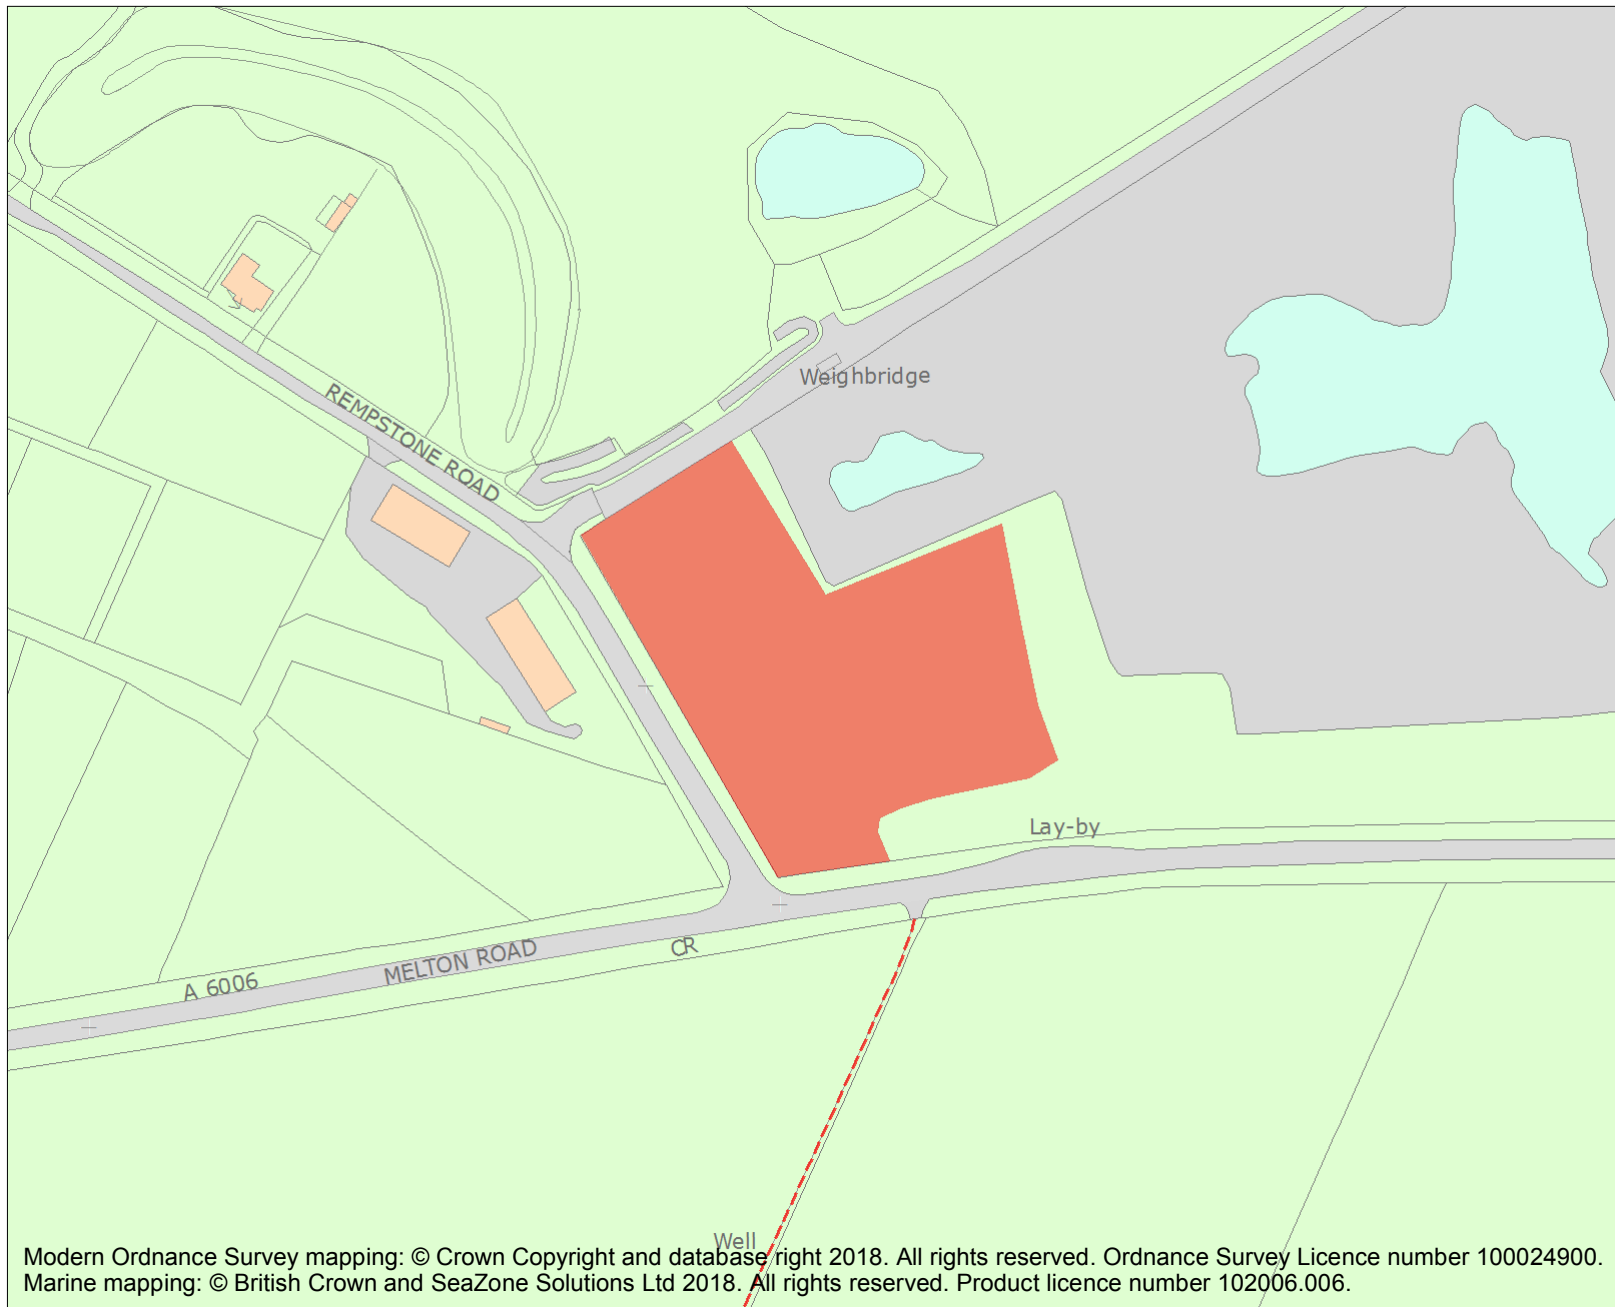 Weighbridge
REMPSTONE ROAD
Lay-by
MELTON ROAD
CR
A 6006
Well
Modern Ordnance Survey mapping: © Crown Copyright and database right 2018. All rights reserved. Ordnance Survey Licence number 100024900.
Marine mapping: © British Crown and SeaZone Solutions Ltd 2018. All rights reserved. Product licence number 102006.006.